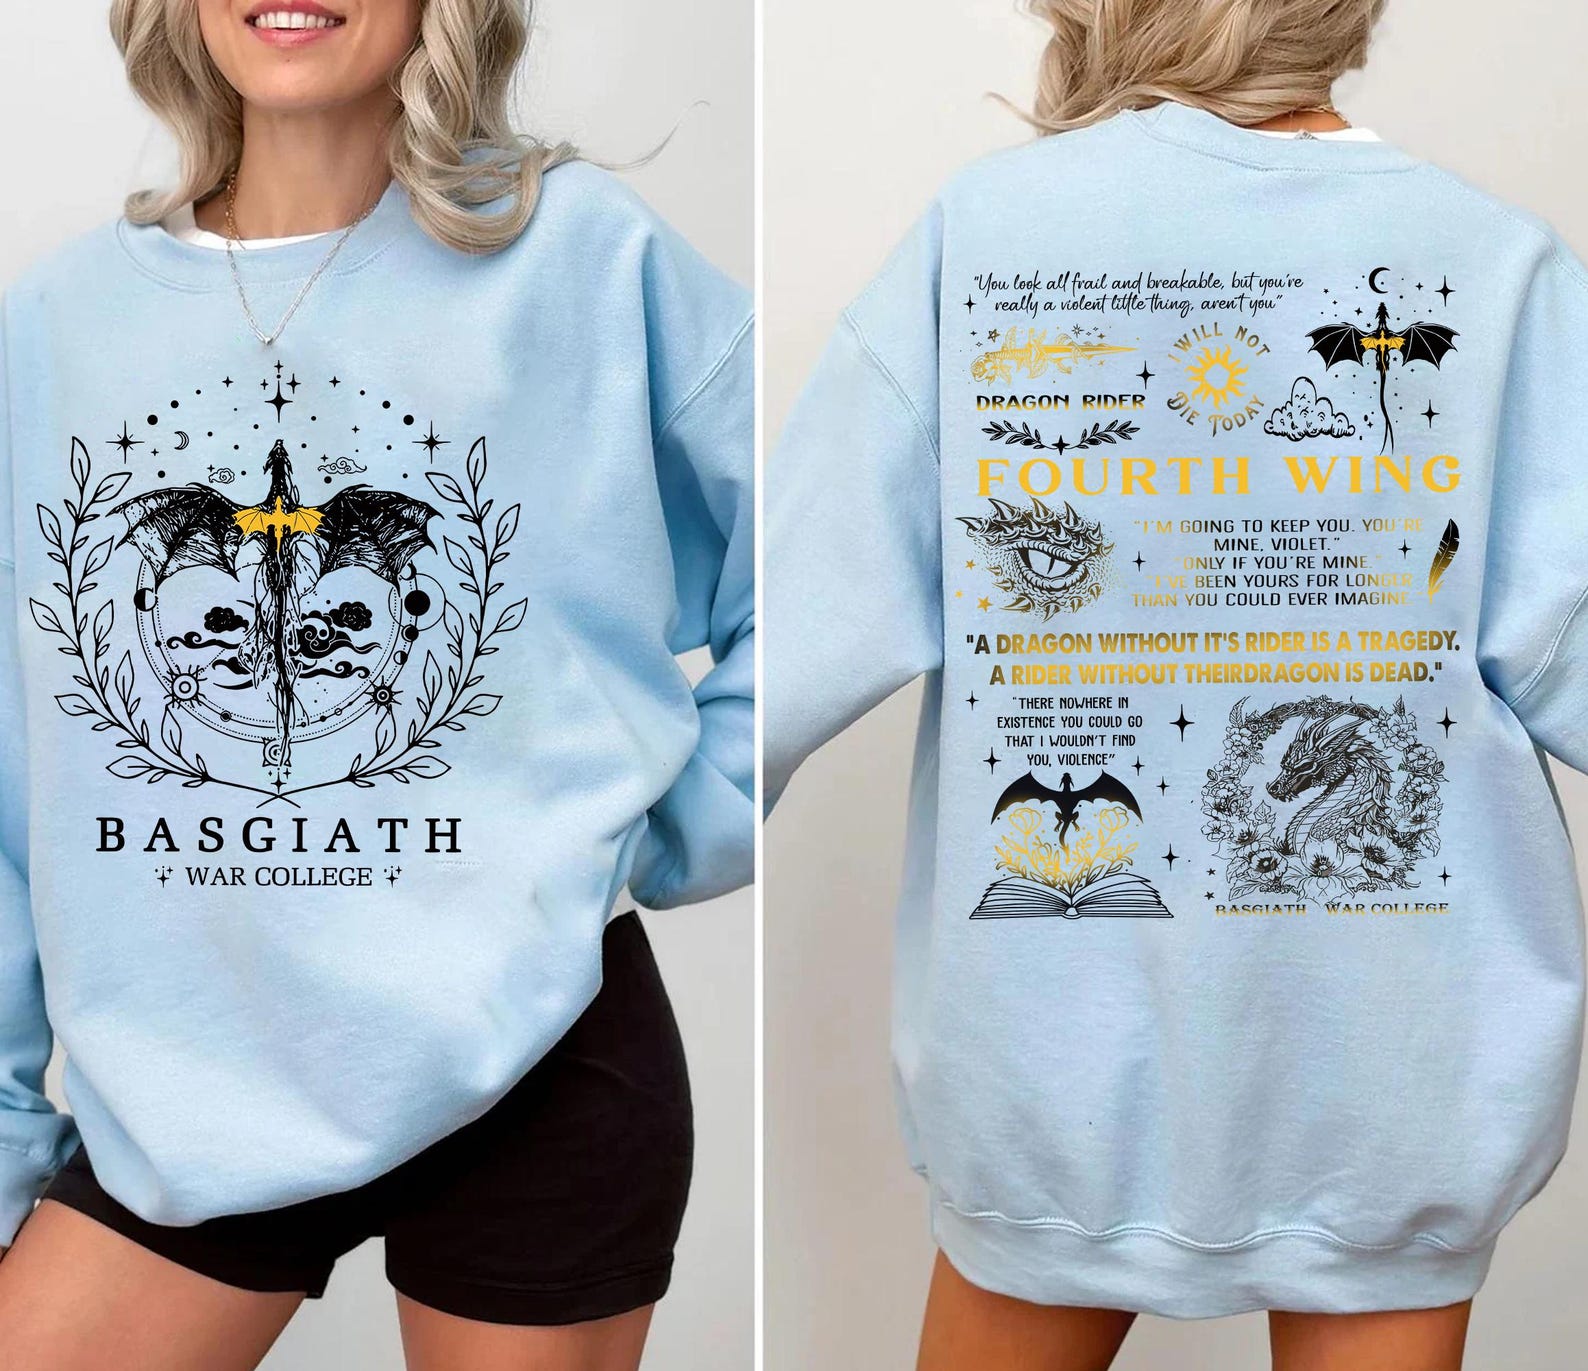 BASGIATH
WAR COLLEGE
"You look all frail and breakable, but you're
really a violent little thing, aren't you"
I WILL NOT
DIE TODAY
DRAGON RIDER
FOURTH WING
"I'M GOING TO KEEP YOU. YOU'RE
MINE, VIOLET."
"ONLY IF YOU'RE MINE."
"I'VE BEEN YOURS FOR LONGER
THAN YOU COULD EVER IMAGINE
"A DRAGON WITHOUT IT'S RIDER IS A TRAGEDY.
A RIDER WITHOUT THEIRDRAGON IS DEAD."
"THERE NOWHERE IN
EXISTENCE YOU COULD GO
THAT I WOULDN'T FIND
YOU, VIOLENCE"
BASGIATH WAR COLLEGE